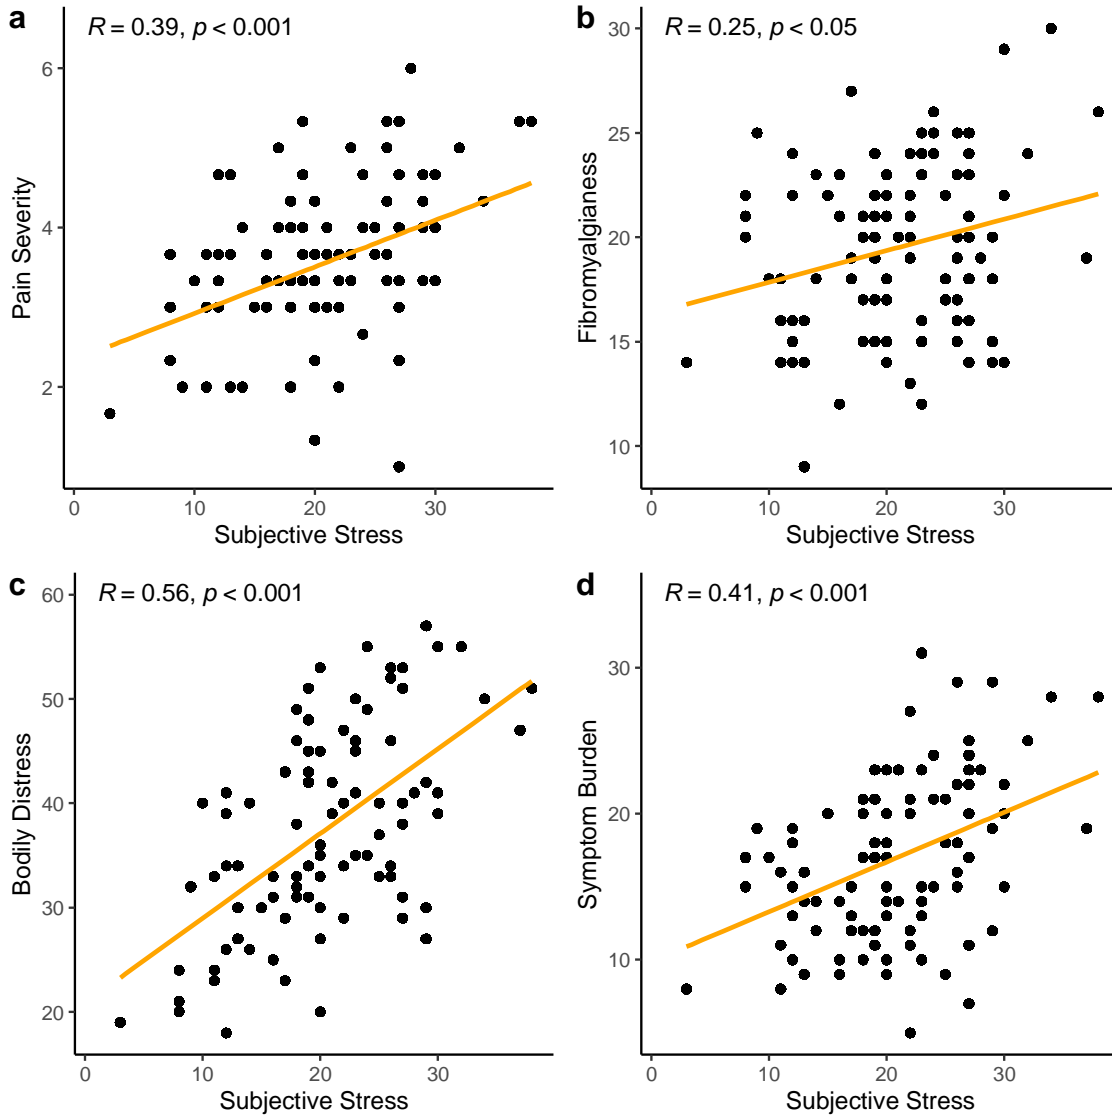 a
R = 0.39, p < 0.001
6
4
2
Pain Severity
0 10 20 30
Subjective Stress
b
R = 0.25, p < 0.05
30
25
20
15
10
Fibromyalgianess
0 10 20 30
Subjective Stress
c
R = 0.56, p < 0.001
60
50
40
30
20
Bodily Distress
0 10 20 30
Subjective Stress
d
R = 0.41, p < 0.001
30
20
10
Symptom Burden
0 10 20 30
Subjective Stress